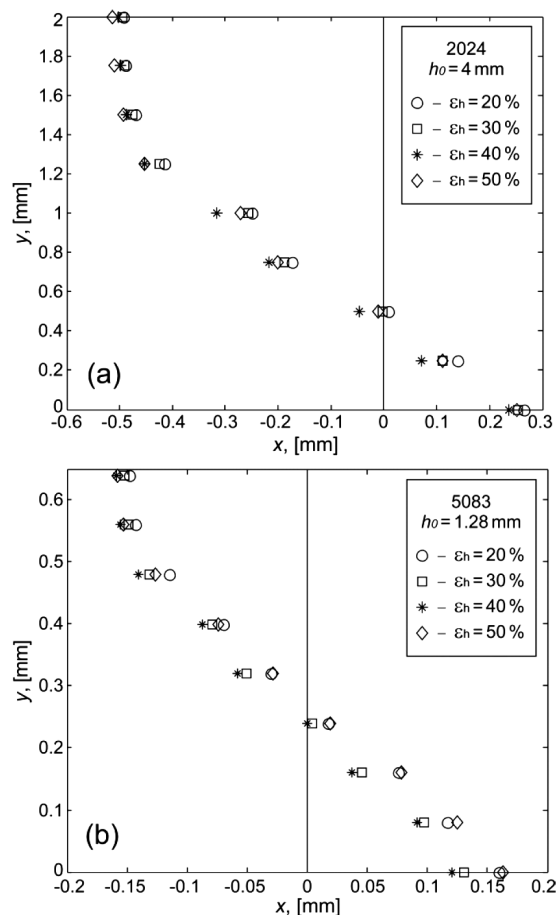 2
1.8
1.6
1.4
1.2
1
0.8
0.6
0.4
0.2
0
y, [mm]
2024
h₀ = 4 mm
○ – εₕ = 20 %
□ – εₕ = 30 %
✳ – εₕ = 40 %
◇ – εₕ = 50 %
(a)
-0.6 -0.5 -0.4 -0.3 -0.2 -0.1 0 0.1 0.2 0.3
x, [mm]
0.6
0.5
0.4
0.3
0.2
0.1
0
y, [mm]
5083
h₀ = 1.28 mm
○ – εₕ = 20 %
□ – εₕ = 30 %
✳ – εₕ = 40 %
◇ – εₕ = 50 %
(b)
-0.2 -0.15 -0.1 -0.05 0 0.05 0.1 0.15 0.2
x, [mm]